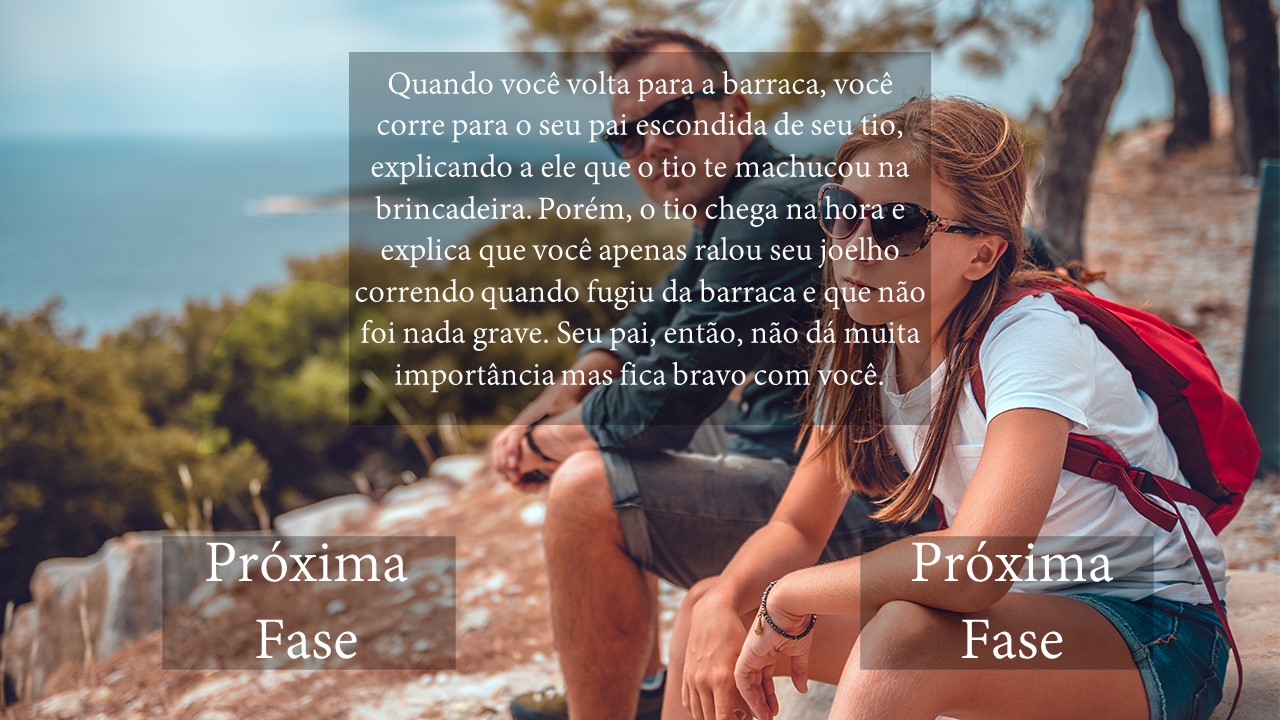 Quando você volta para a barraca, você
corre para o seu pai escondida de seu tio,
explicando a ele que o tio te machucou na
brincadeira. Porém, o tio chega na hora e
explica que você apenas ralou seu joelho
correndo quando fugiu da barraca e que não
foi nada grave. Seu pai, então, não dá muita
importância mas fica bravo com você.
Próxima
Fase
Próxima
Fase